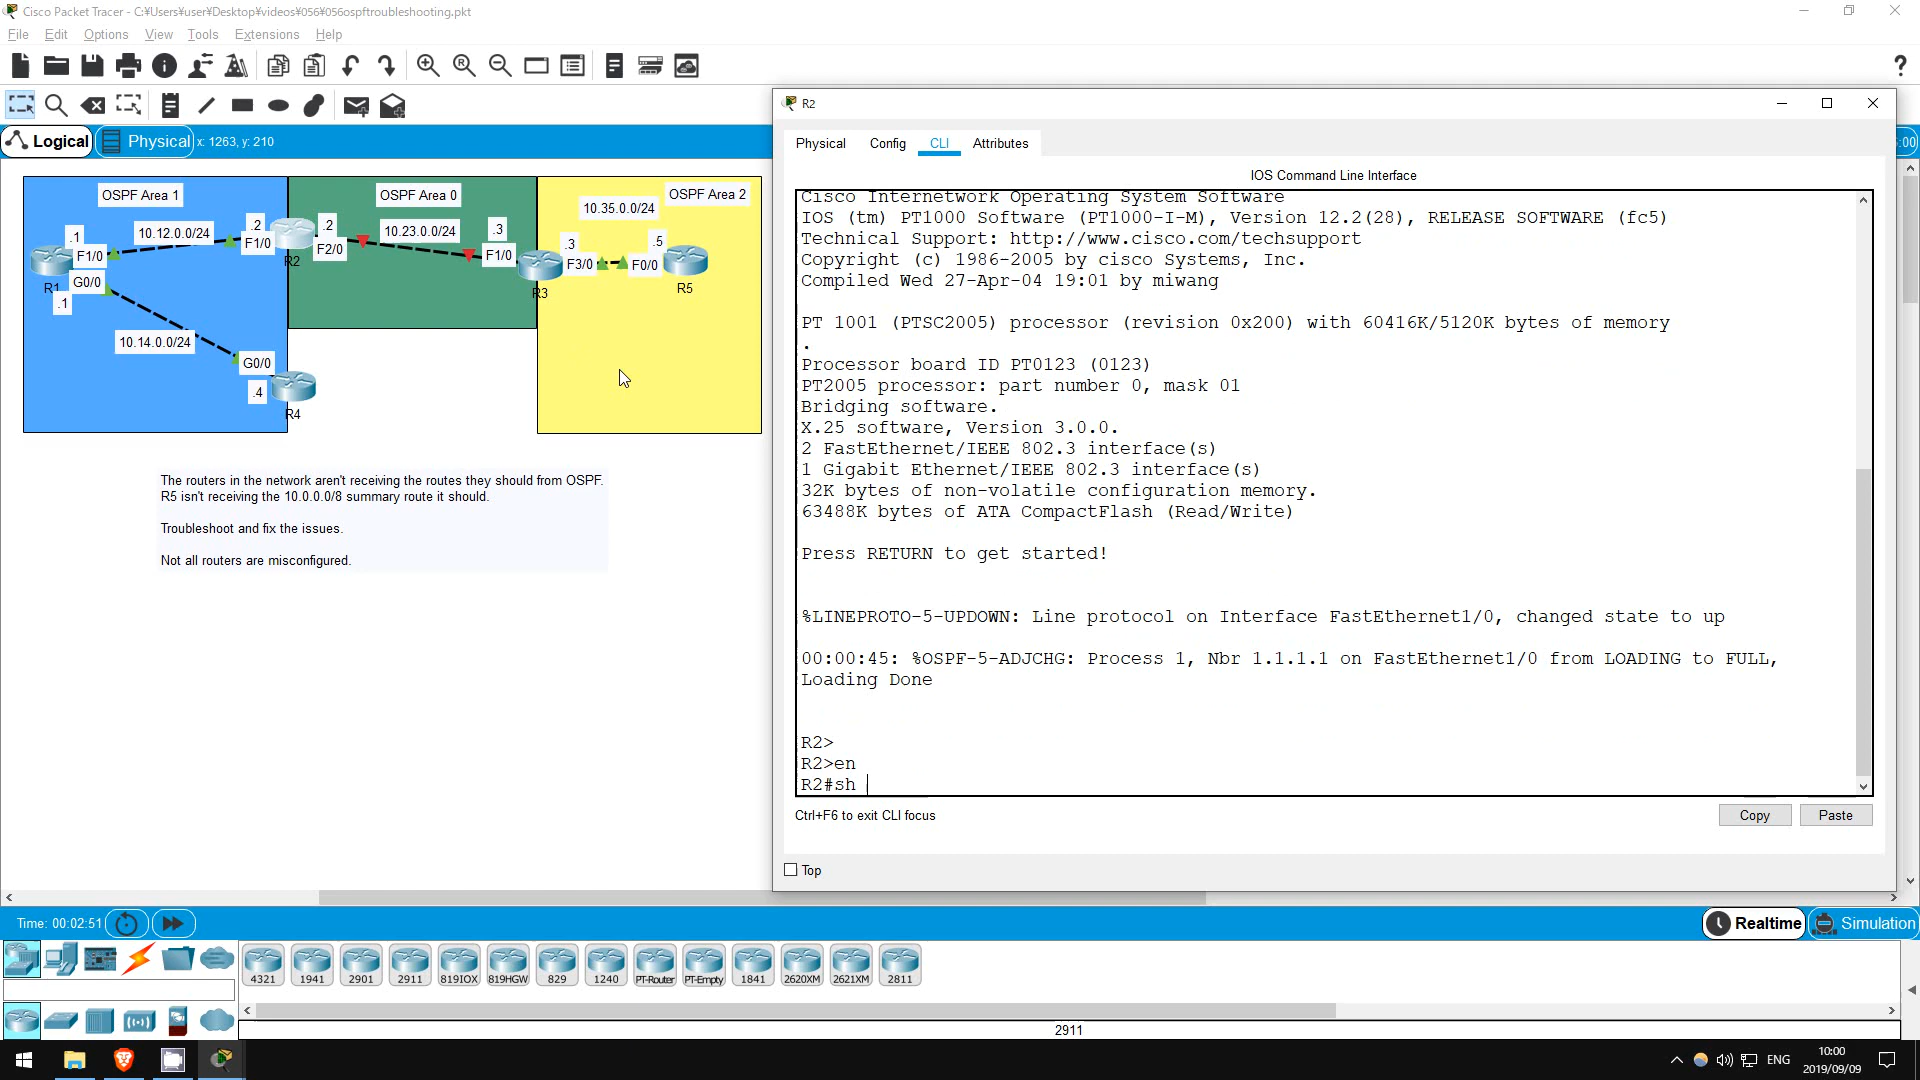 Cisco Packet Tracer - C:¥Users¥user¥Desktop¥videos¥056¥056ospftroubleshooting.pkt
File Edit Options View Tools Extensions Help
Logical Physical x: 1263, y: 210
:00
OSPF Area 1
OSPF Area 0
OSPF Area 2
10.35.0.0/24
.1
10.12.0.0/24
.2
.2
10.23.0.0/24
.3
.3
.5
F1/0
F1/0
F2/0
F1/0
F3/0
F0/0
R1
G0/0
R2
R3
R5
.1
10.14.0.0/24
G0/0
.4
R4
The routers in the network aren't receiving the routes they should from OSPF.
R5 isn't receiving the 10.0.0.0/8 summary route it should.
Troubleshoot and fix the issues.
Not all routers are misconfigured.
R2
Physical Config CLI Attributes
IOS Command Line Interface
Cisco Internetwork Operating System Software
IOS (tm) PT1000 Software (PT1000-I-M), Version 12.2(28), RELEASE SOFTWARE (fc5)
Technical Support: http://www.cisco.com/techsupport
Copyright (c) 1986-2005 by cisco Systems, Inc.
Compiled Wed 27-Apr-04 19:01 by miwang
PT 1001 (PTSC2005) processor (revision 0x200) with 60416K/5120K bytes of memory
.
Processor board ID PT0123 (0123)
PT2005 processor: part number 0, mask 01
Bridging software.
X.25 software, Version 3.0.0.
2 FastEthernet/IEEE 802.3 interface(s)
1 Gigabit Ethernet/IEEE 802.3 interface(s)
32K bytes of non-volatile configuration memory.
63488K bytes of ATA CompactFlash (Read/Write)
Press RETURN to get started!
%LINEPROTO-5-UPDOWN: Line protocol on Interface FastEthernet1/0, changed state to up
00:00:45: %OSPF-5-ADJCHG: Process 1, Nbr 1.1.1.1 on FastEthernet1/0 from LOADING to FULL,
Loading Done
R2>
R2>en
R2#sh
Ctrl+F6 to exit CLI focus
Copy Paste
Top
Time: 00:02:51
Realtime Simulation
4321 1941 2901 2911 819IOX 819HGW 829 1240 PT-Router PT-Empty 1841 2620XM 2621XM 2811
2911
ENG
10:00
2019/09/09